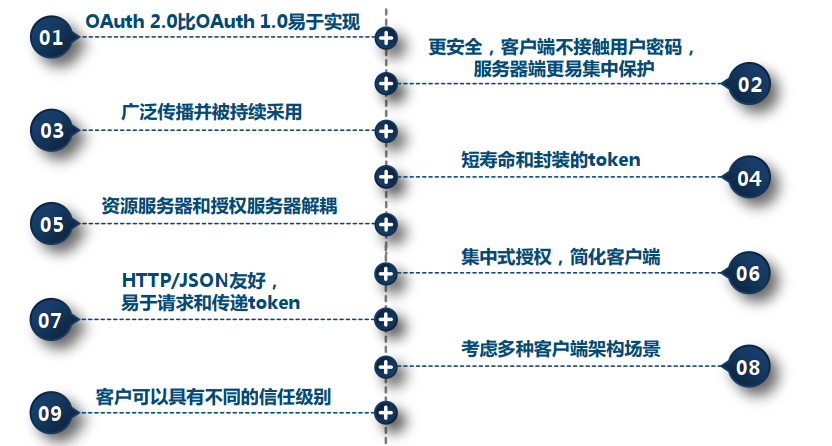 01
OAuth 2.0比OAuth 1.0易于实现
更安全，客户端不接触用户密码，
服务器端更易集中保护
02
03
广泛传播并被持续采用
短寿命和封装的token
04
05
资源服务器和授权服务器解耦
集中式授权，简化客户端
06
HTTP/JSON友好，
易于请求和传递token
07
考虑多种客户端架构场景
08
09
客户可以具有不同的信任级别